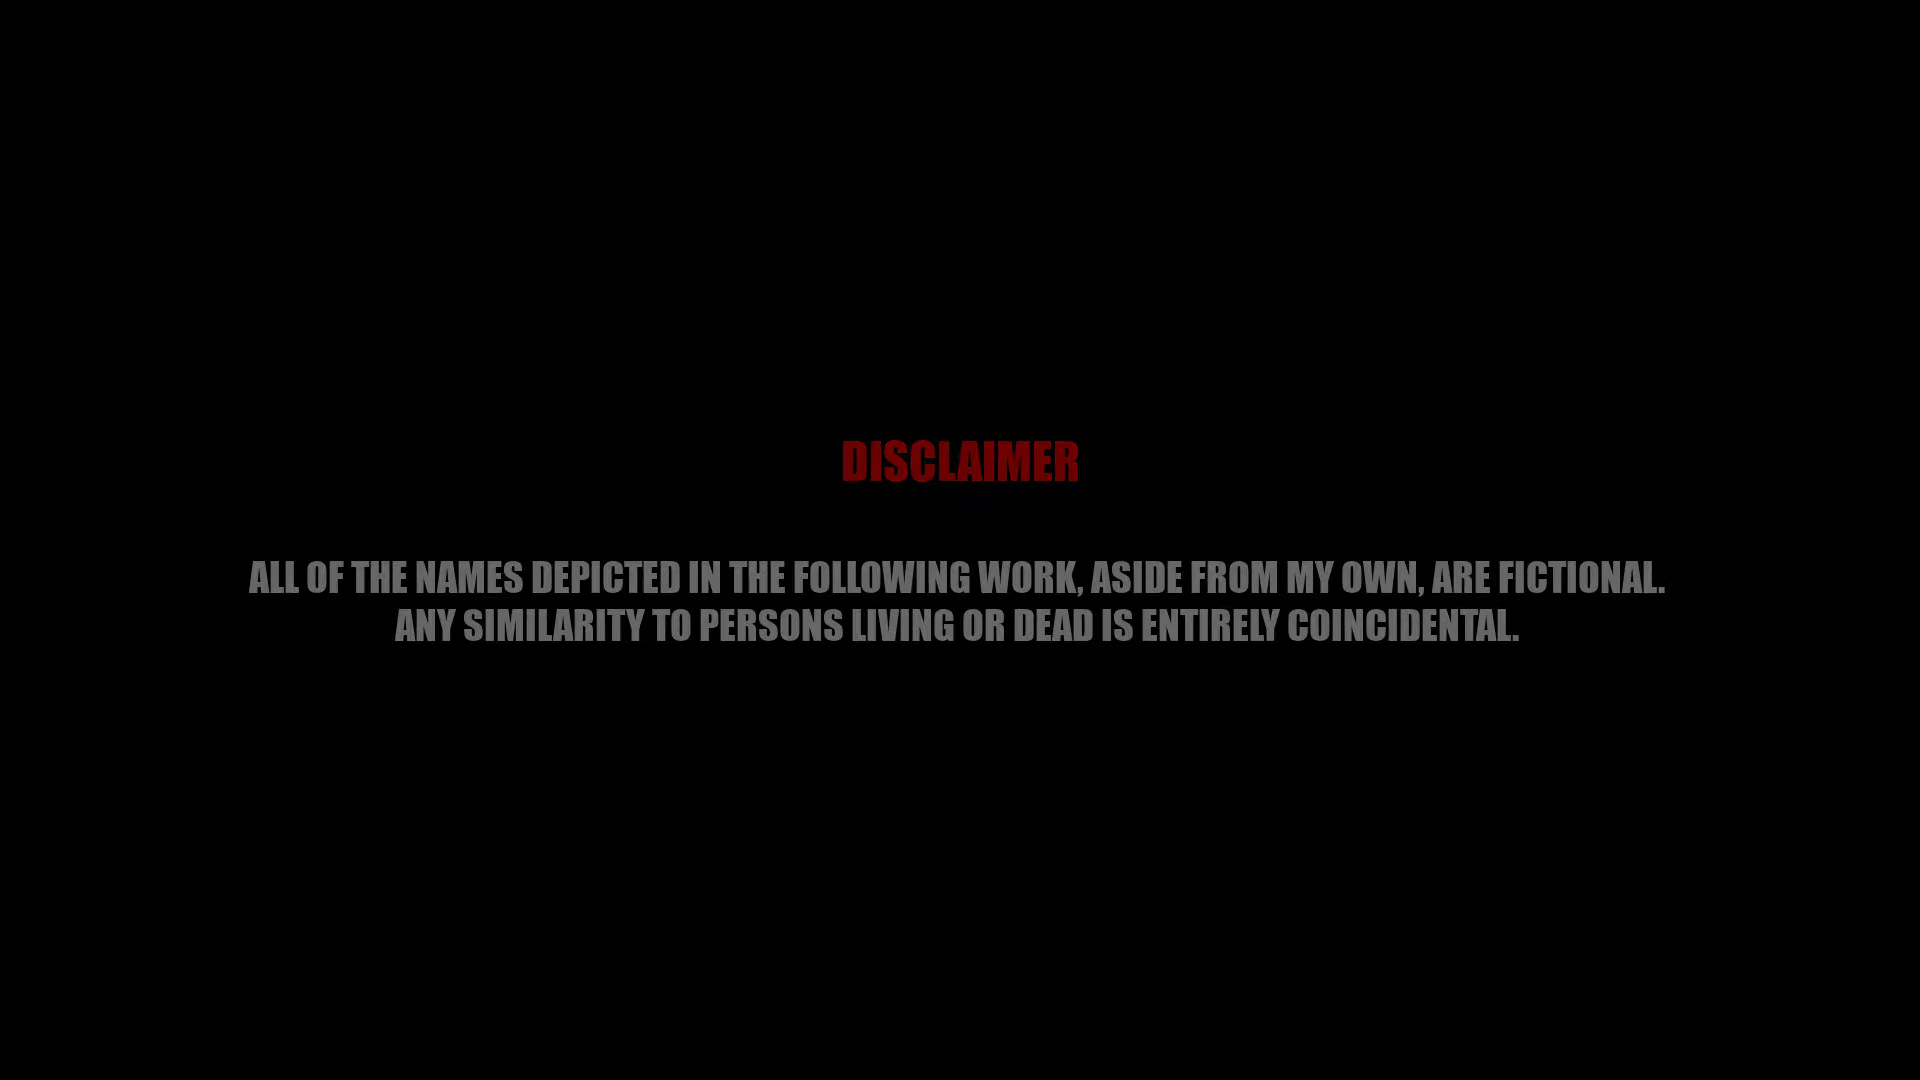 DISCLAIMER
ALL OF THE NAMES DEPICTED IN THE FOLLOWING WORK, ASIDE FROM MY OWN, ARE FICTIONAL.
ANY SIMILARITY TO PERSONS LIVING OR DEAD IS ENTIRELY COINCIDENTAL.